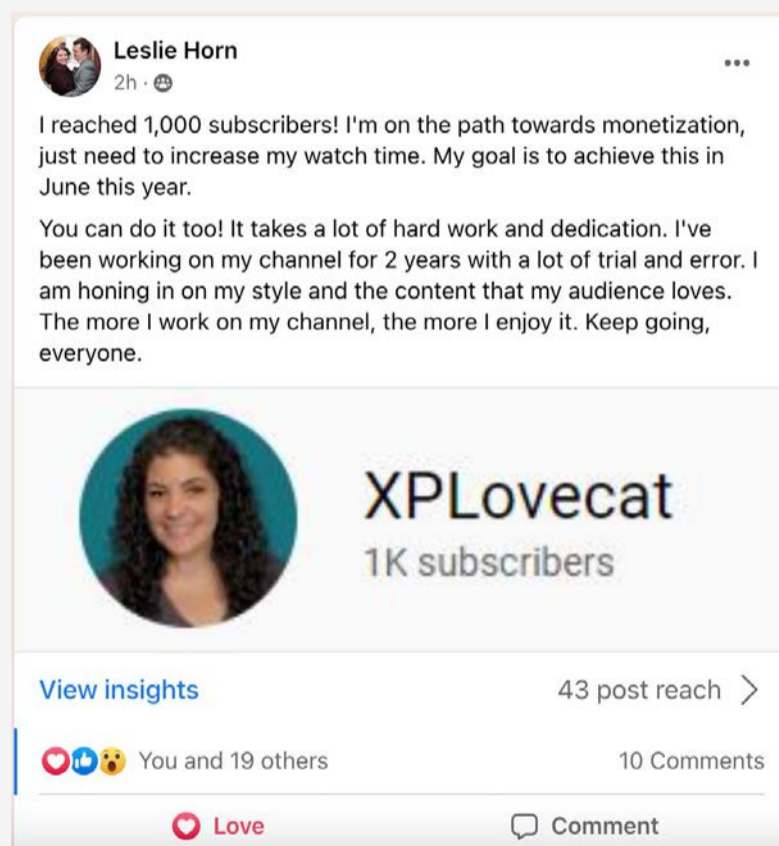 Leslie Horn
2h ·
I reached 1,000 subscribers! I'm on the path towards monetization,
just need to increase my watch time. My goal is to achieve this in
June this year.
You can do it too! It takes a lot of hard work and dedication. I've
been working on my channel for 2 years with a lot of trial and error. I
am honing in on my style and the content that my audience loves.
The more I work on my channel, the more I enjoy it. Keep going,
everyone.
XPLovecat
1K subscribers
View insights
43 post reach
You and 19 others
10 Comments
Love
Comment